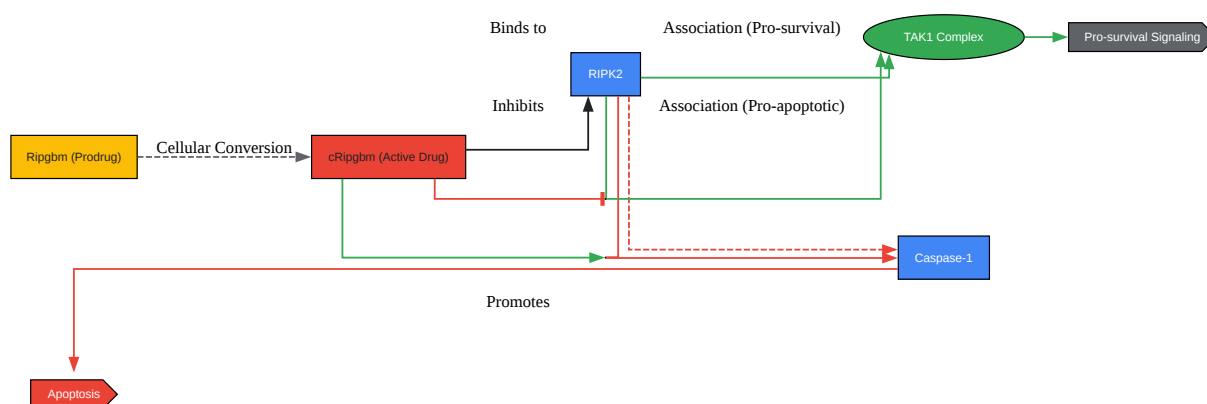 Binds to
Association (Pro-survival)
TAK1 Complex
Pro-survival Signaling
RIPK2
Inhibits
Association (Pro-apoptotic)
Ripgbm (Prodrug)
Cellular Conversion
cRipgbm (Active Drug)
Caspase-1
Promotes
Apoptosis